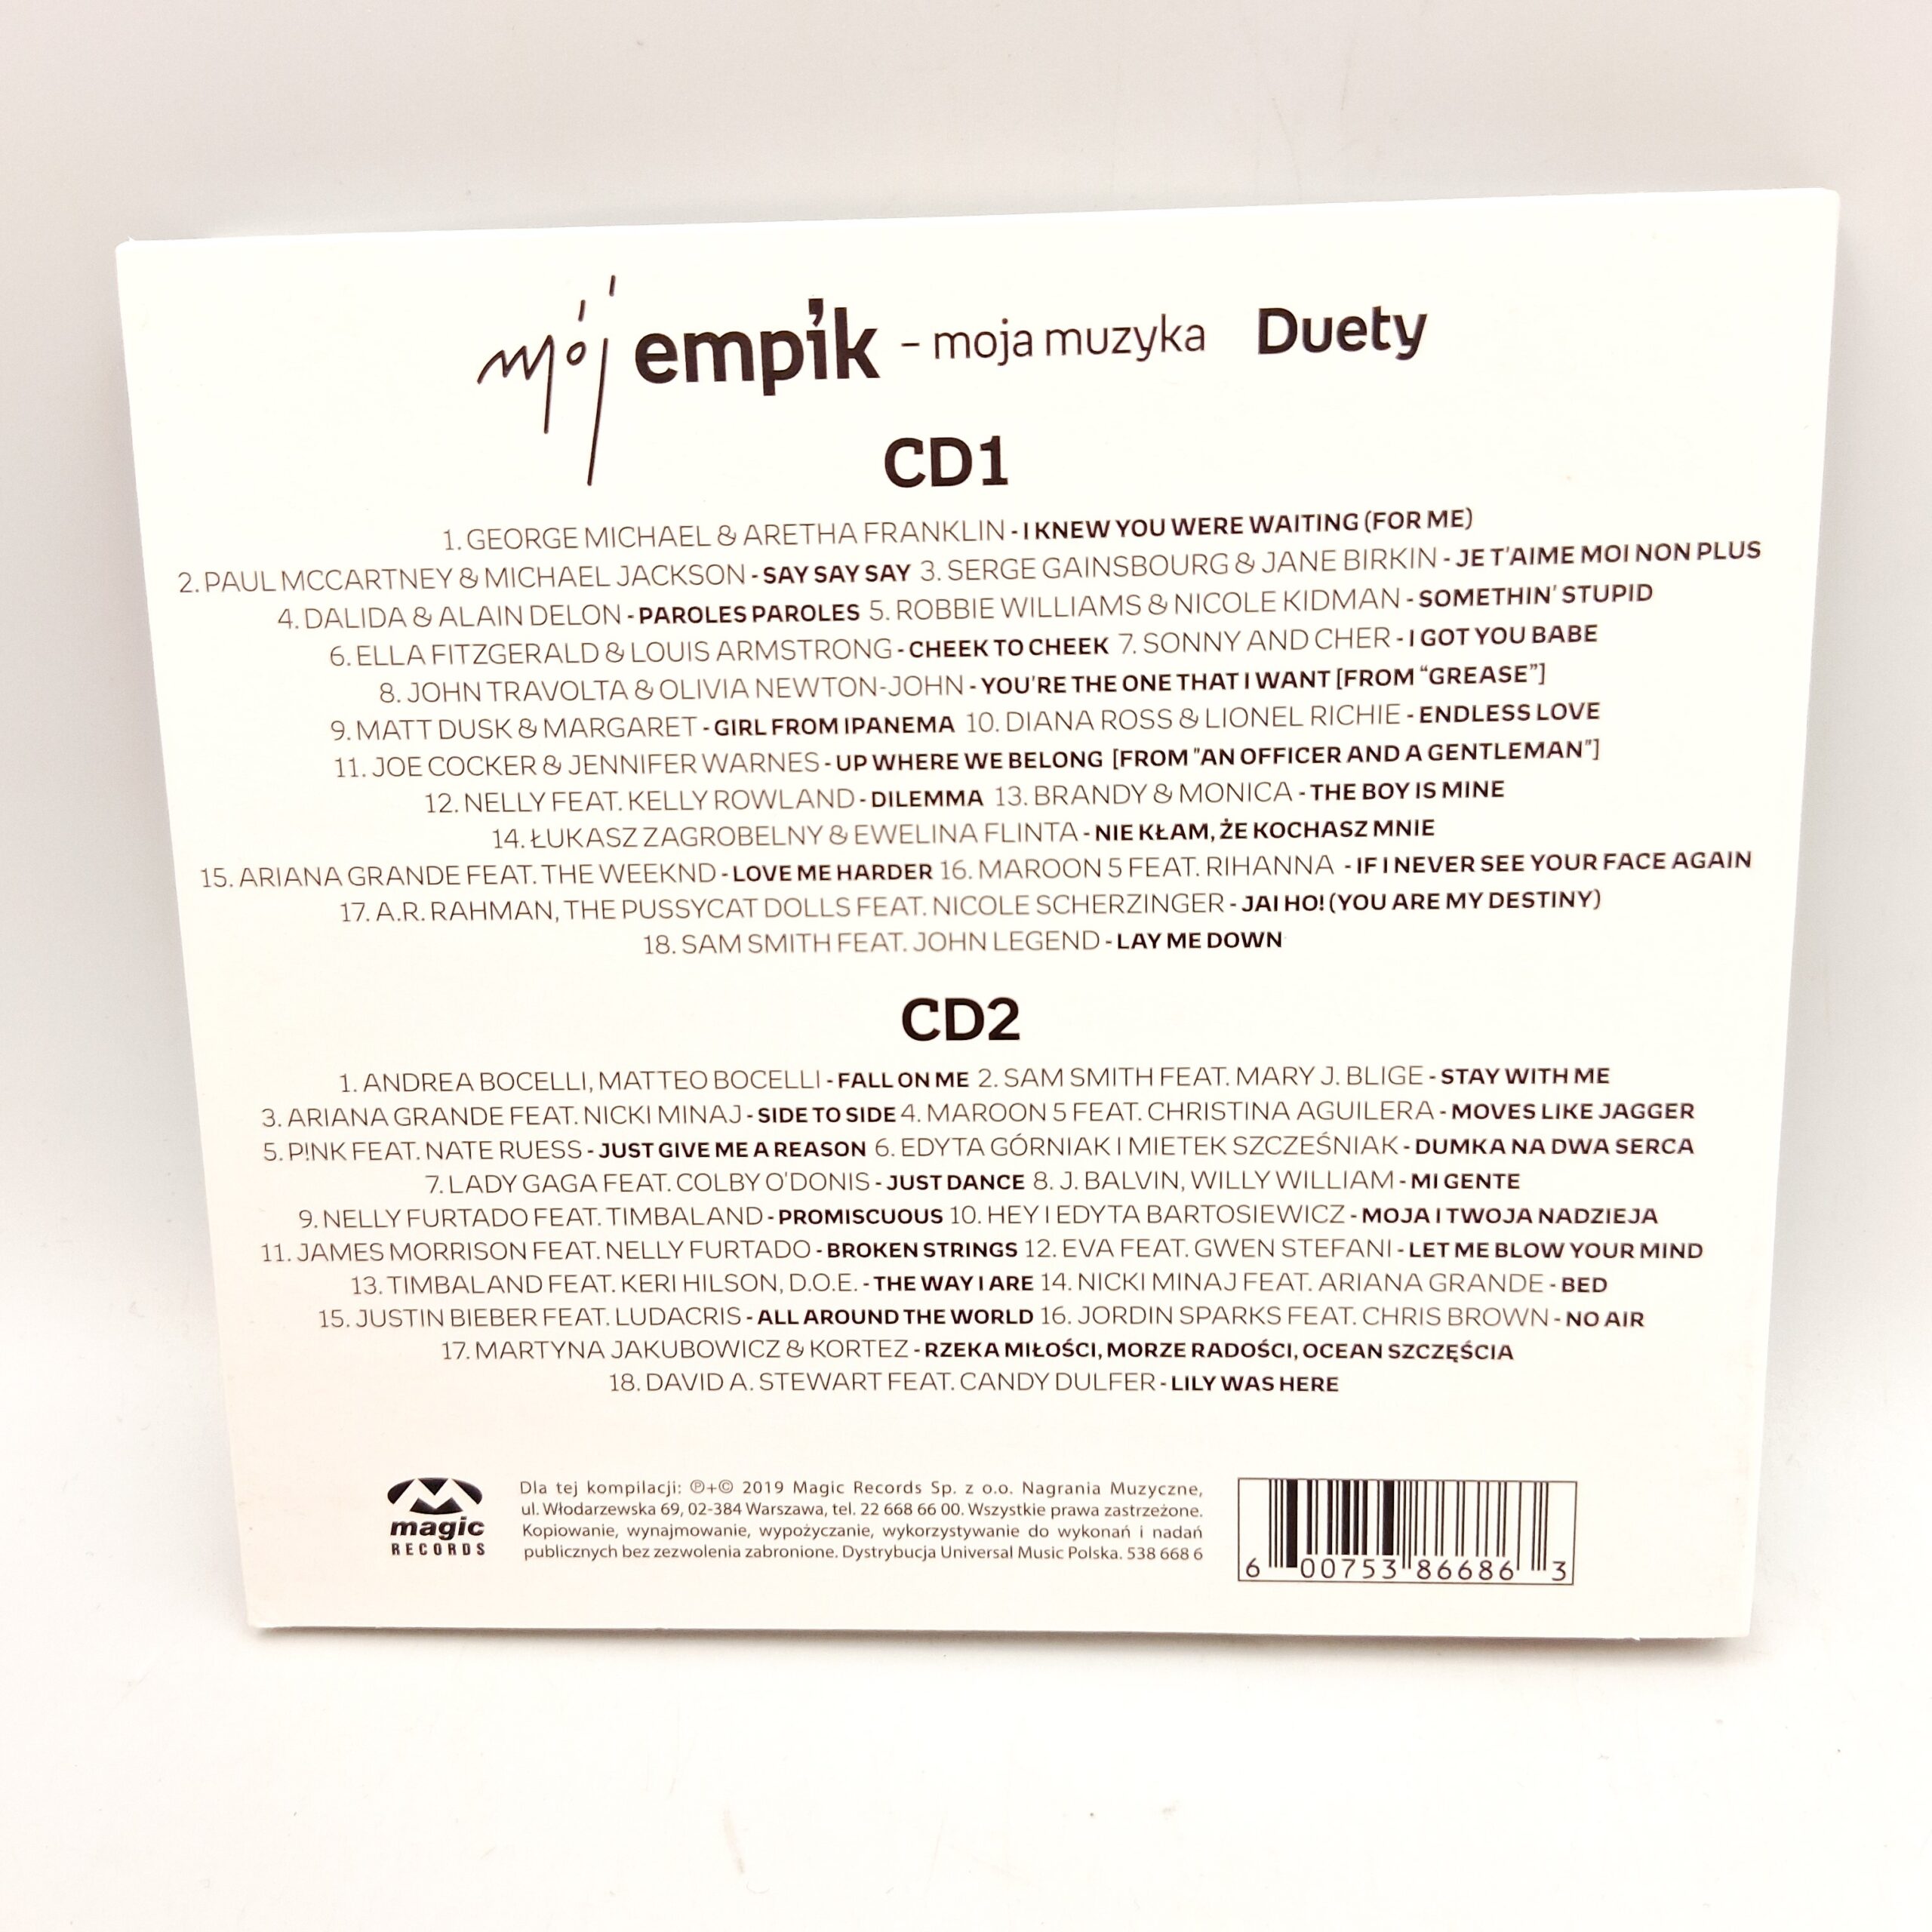 mój empik – moja muzyka Duety
CD1
1. GEORGE MICHAEL & ARETHA FRANKLIN - I KNEW YOU WERE WAITING (FOR ME)
2. PAUL MCCARTNEY & MICHAEL JACKSON - SAY SAY SAY 3. SERGE GAINSBOURG & JANE BIRKIN - JE T'AIME MOI NON PLUS
4. DALIDA & ALAIN DELON - PAROLES PAROLES 5. ROBBIE WILLIAMS & NICOLE KIDMAN - SOMETHIN' STUPID
6. ELLA FITZGERALD & LOUIS ARMSTRONG - CHEEK TO CHEEK 7. SONNY AND CHER - I GOT YOU BABE
8. JOHN TRAVOLTA & OLIVIA NEWTON-JOHN - YOU'RE THE ONE THAT I WANT [FROM “GREASE”]
9. MATT DUSK & MARGARET - GIRL FROM IPANEMA 10. DIANA ROSS & LIONEL RICHIE - ENDLESS LOVE
11. JOE COCKER & JENNIFER WARNES - UP WHERE WE BELONG [FROM "AN OFFICER AND A GENTLEMAN"]
12. NELLY FEAT. KELLY ROWLAND - DILEMMA 13. BRANDY & MONICA - THE BOY IS MINE
14. ŁUKASZ ZAGROBELNY & EWELINA FLINTA - NIE KŁAM, ŻE KOCHASZ MNIE
15. ARIANA GRANDE FEAT. THE WEEKND - LOVE ME HARDER 16. MAROON 5 FEAT. RIHANNA - IF I NEVER SEE YOUR FACE AGAIN
17. A.R. RAHMAN, THE PUSSYCAT DOLLS FEAT. NICOLE SCHERZINGER - JAI HO! (YOU ARE MY DESTINY)
18. SAM SMITH FEAT. JOHN LEGEND - LAY ME DOWN
CD2
1. ANDREA BOCELLI, MATTEO BOCELLI - FALL ON ME 2. SAM SMITH FEAT. MARY J. BLIGE - STAY WITH ME
3. ARIANA GRANDE FEAT. NICKI MINAJ - SIDE TO SIDE 4. MAROON 5 FEAT. CHRISTINA AGUILERA - MOVES LIKE JAGGER
5. P!NK FEAT. NATE RUESS - JUST GIVE ME A REASON 6. EDYTA GÓRNIAK I MIETEK SZCZEŚNIAK - DUMKA NA DWA SERCA
7. LADY GAGA FEAT. COLBY O'DONIS - JUST DANCE 8. J. BALVIN, WILLY WILLIAM - MI GENTE
9. NELLY FURTADO FEAT. TIMBALAND - PROMISCUOUS 10. HEY I EDYTA BARTOSIEWICZ - MOJA I TWOJA NADZIEJA
11. JAMES MORRISON FEAT. NELLY FURTADO - BROKEN STRINGS 12. EVA FEAT. GWEN STEFANI - LET ME BLOW YOUR MIND
13. TIMBALAND FEAT. KERI HILSON, D.O.E. - THE WAY I ARE 14. NICKI MINAJ FEAT. ARIANA GRANDE - BED
15. JUSTIN BIEBER FEAT. LUDACRIS - ALL AROUND THE WORLD 16. JORDIN SPARKS FEAT. CHRIS BROWN - NO AIR
17. MARTYNA JAKUBOWICZ & KORTEZ - RZEKA MIŁOŚCI, MORZE RADOŚCI, OCEAN SZCZĘŚCIA
18. DAVID A. STEWART FEAT. CANDY DULFER - LILY WAS HERE
magic
RECORDS
Dla tej kompilacji: ℗+© 2019 Magic Records Sp. z o.o. Nagrania Muzyczne,
ul. Włodarzewska 69, 02-384 Warszawa, tel. 22 668 66 00. Wszystkie prawa zastrzeżone.
Kopiowanie, wynajmowanie, wypożyczanie, wykorzystywanie do wykonań i nadań
publicznych bez zezwolenia zabronione. Dystrybucja Universal Music Polska. 538 668 6
6 00753 86686 3